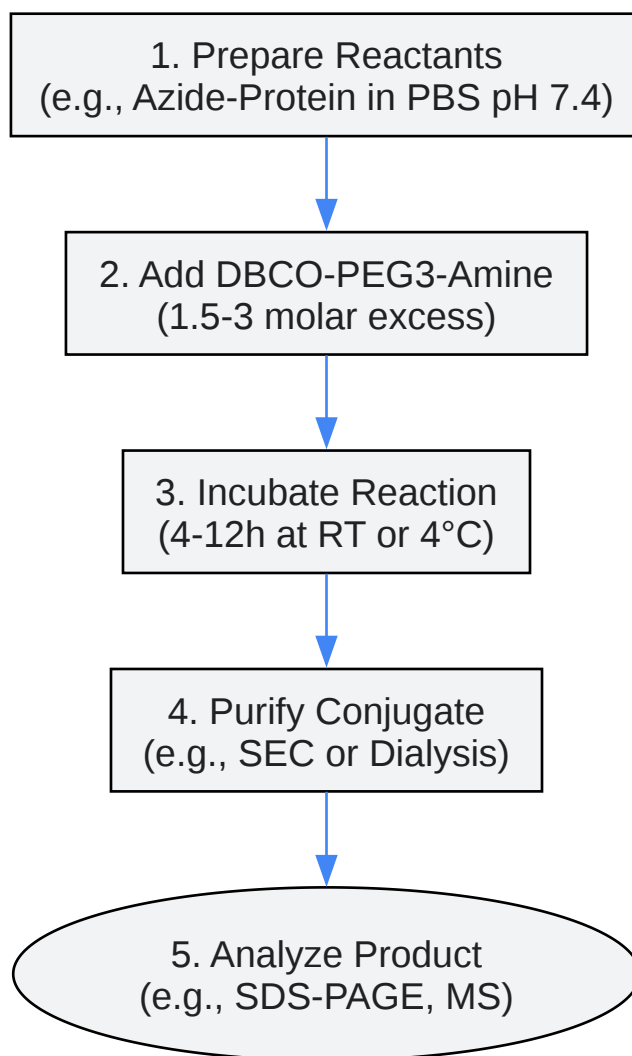 1. Prepare Reactants
(e.g., Azide-Protein in PBS pH 7.4)
2. Add DBCO-PEG3-Amine
(1.5-3 molar excess)
3. Incubate Reaction
(4-12h at RT or 4°C)
4. Purify Conjugate
(e.g., SEC or Dialysis)
5. Analyze Product
(e.g., SDS-PAGE, MS)